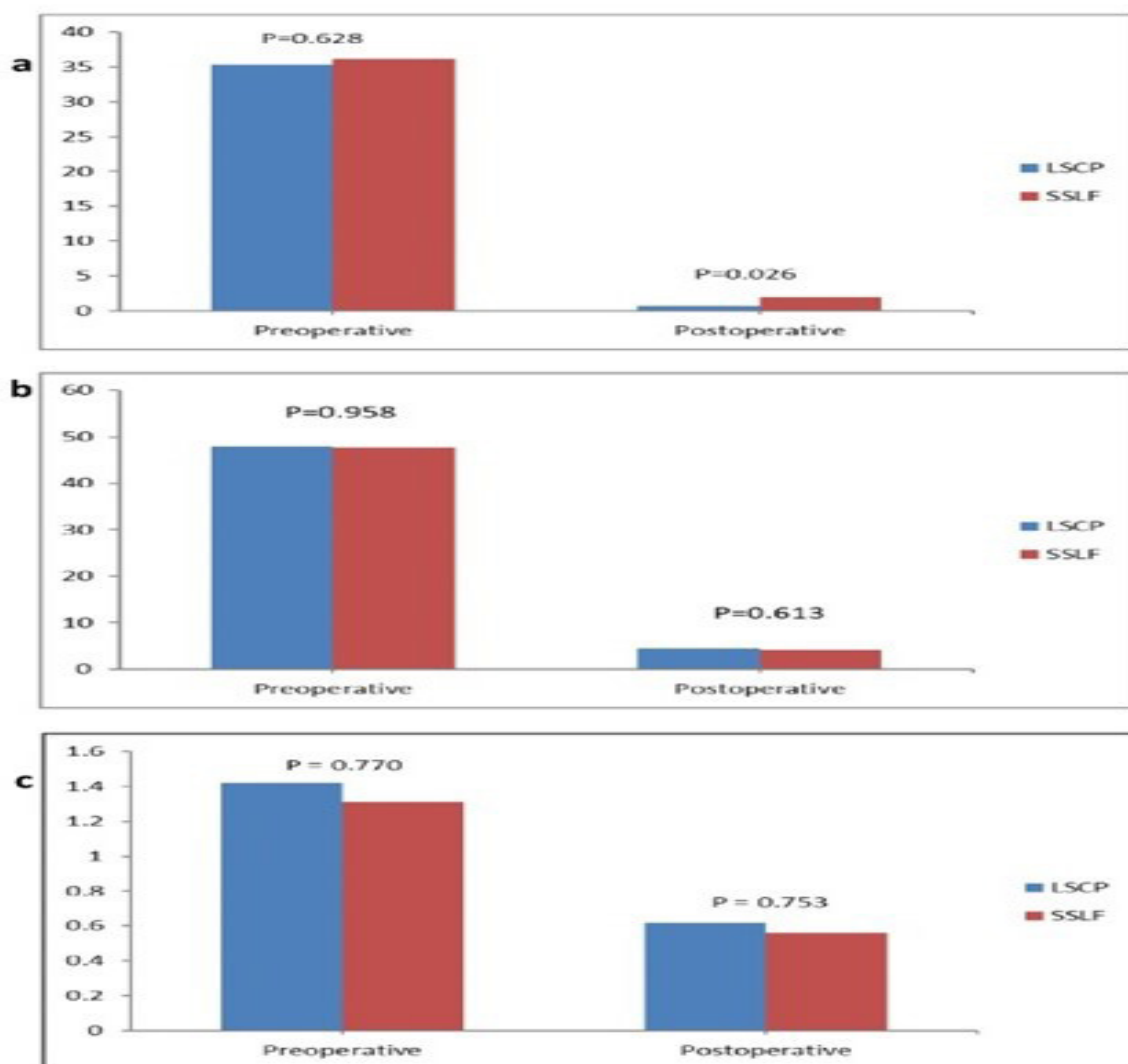 a
40
P=0.628
35
30
25
20
15
10
5
0
P=0.026
Preoperative
Postoperative
LSCP
SSLF
b
60
P=0.958
50
40
30
20
10
0
P=0.613
Preoperative
Postoperative
LSCP
SSLF
c
1.6
P = 0.770
1.4
1.2
1
0.8
0.6
0.4
0.2
0
P = 0.753
Preoperative
Postoperative
LSCP
SSLF